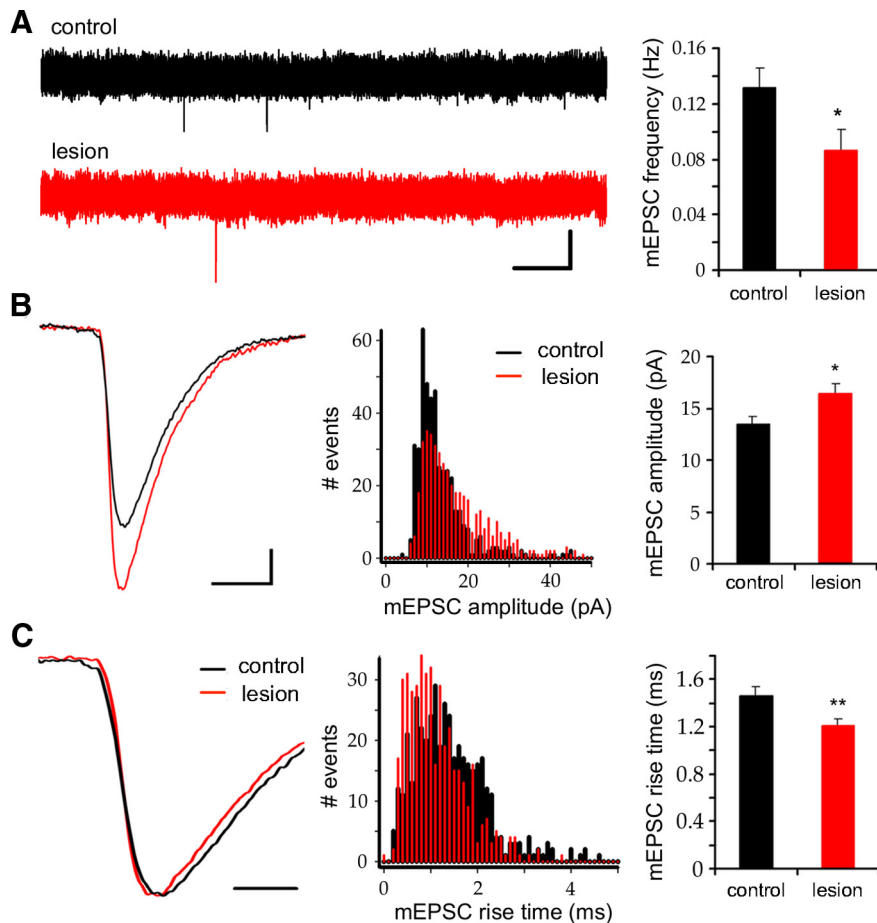 A
control
lesion
mEPSC frequency (Hz)
0.16
0.12
0.08
0.04
0
*
control
lesion
B
# events
60
40
20
0
control
lesion
0
20
40
mEPSC amplitude (pA)
mEPSC amplitude (pA)
20
15
10
5
0
*
control
lesion
C
control
lesion
# events
30
20
10
0
0
2
4
mEPSC rise time (ms)
mEPSC rise time (ms)
1.6
1.2
0.8
0.4
0
**
control
lesion